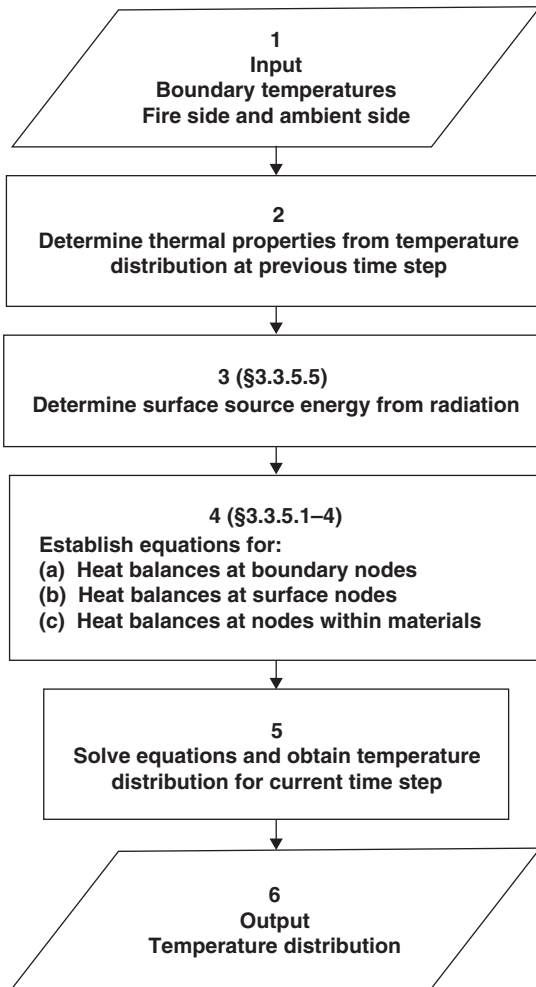 1
Input
Boundary temperatures
Fire side and ambient side
2
Determine thermal properties from temperature
distribution at previous time step
3 (§3.3.5.5)
Determine surface source energy from radiation
4 (§3.3.5.1–4)
Establish equations for:
(a) Heat balances at boundary nodes
(b) Heat balances at surface nodes
(c) Heat balances at nodes within materials
5
Solve equations and obtain temperature
distribution for current time step
6
Output
Temperature distribution